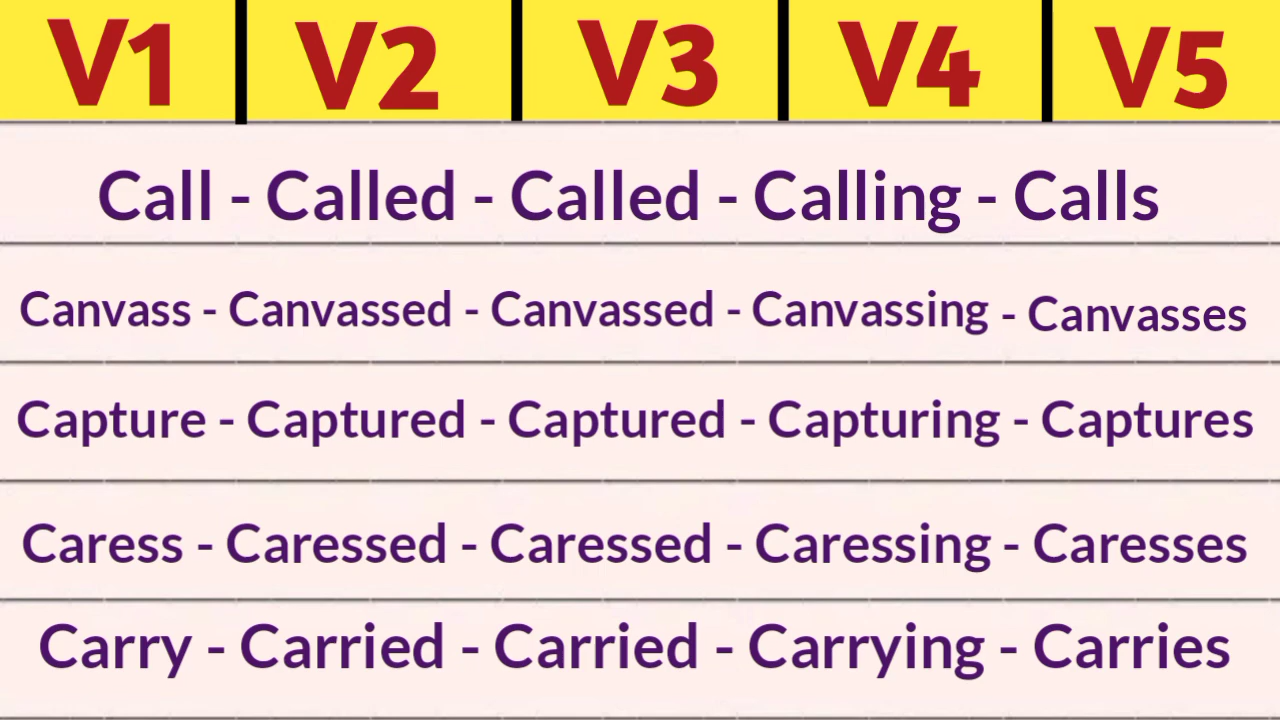 V1 V2 V3 V4 V5
Call - Called - Called - Calling - Calls
Canvass - Canvassed - Canvassed - Canvassing - Canvasses
Capture - Captured - Captured - Capturing - Captures
Caress - Caressed - Caressed - Caressing - Caresses
Carry - Carried - Carried - Carrying - Carries